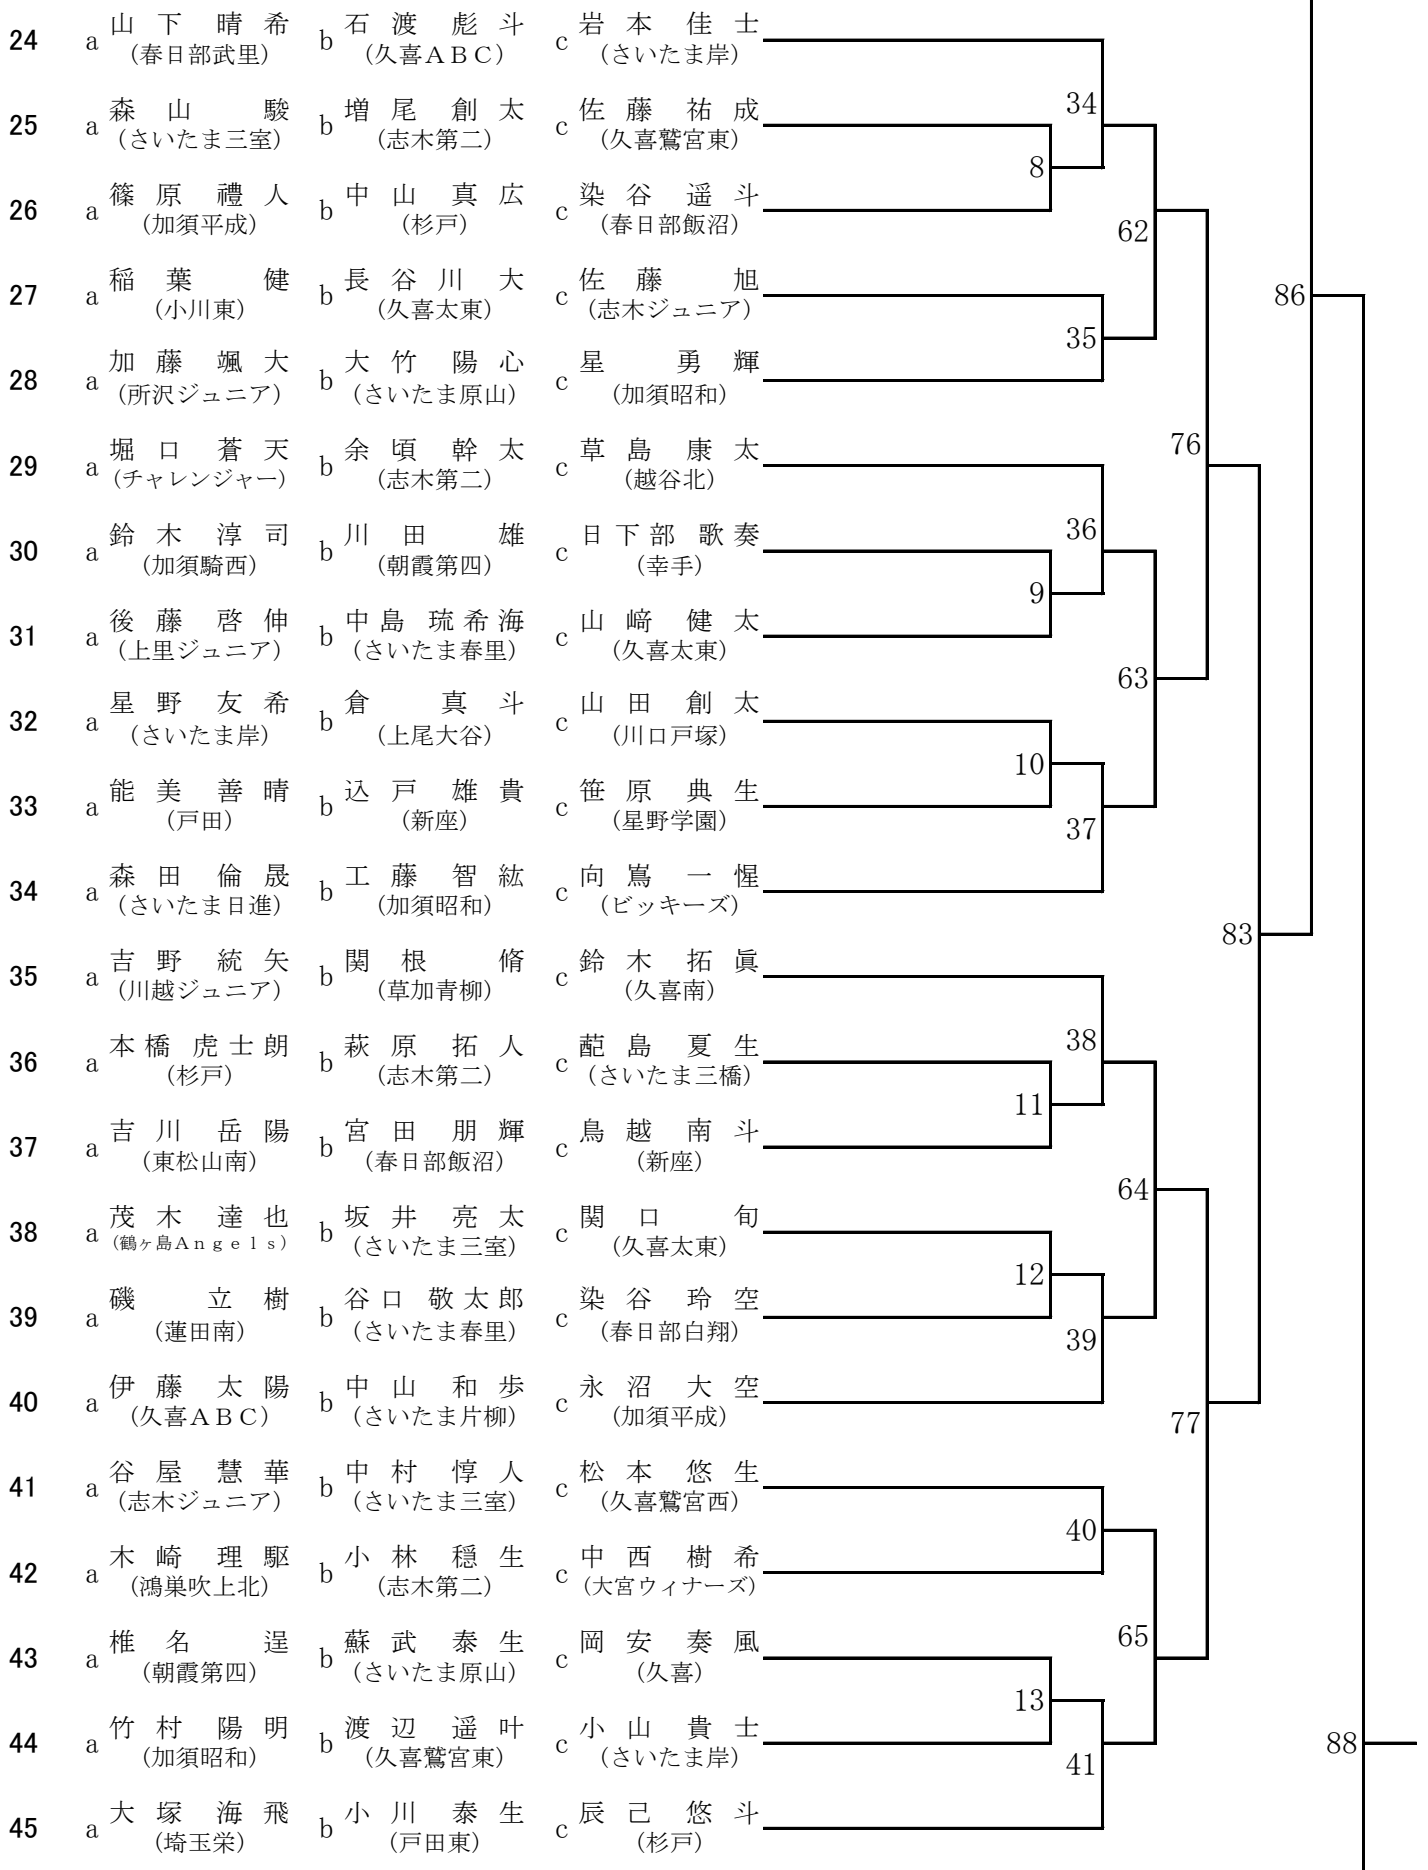 24 a 山下 晴希 b 石渡 彪斗 c 岩本 佳士
(春日部武里) (久喜ABC) (さいたま岸)
25 a 森山 駿 b 増尾 創太 c 佐藤 祐成 34
(さいたま三室) (志木第二) (久喜鷲宮東)
8
26 a 篠原 禮人 b 中山 真広 c 染谷 遥斗
(加須平成) (杉戸) (春日部飯沼) 62
27 a 稲葉 健 b 長谷川 大 c 佐藤 旭 86
(小川東) (久喜太東) (志木ジュニア)
35
28 a 加藤 颯大 b 大竹 陽心 c 星 勇輝
(所沢ジュニア) (さいたま原山) (加須昭和)
29 a 堀口 蒼天 b 余頃 幹太 c 草島 康太 76
(チャレンジャー) (志木第二) (越谷北)
30 a 鈴木 淳司 b 川田 雄 c 日下部 歌奏 36
(加須騎西) (朝霞第四) (幸手)
9
31 a 後藤 啓伸 b 中島 琉希海 c 山﨑 健太
(上里ジュニア) (さいたま春里) (久喜太東)
63
32 a 星野 友希 b 倉 真斗 c 山田 創太
(さいたま岸) (上尾大谷) (川口戸塚)
10
33 a 能美 善晴 b 込戸 雄貴 c 笹原 典生
(戸田) (新座) (星野学園) 37
34 a 森田 倫晟 b 工藤 智紘 c 向嶌 一惺
(さいたま日進) (加須昭和) (ビッキーズ)
83
35 a 吉野 統矢 b 関根 脩 c 鈴木 拓眞
(川越ジュニア) (草加青柳) (久喜南)
36 a 本橋 虎士朗 b 萩原 拓人 c 蓜島 夏生 38
(杉戸) (志木第二) (さいたま三橋)
11
37 a 吉川 岳陽 b 宮田 朋輝 c 鳥越 南斗
(東松山南) (春日部飯沼) (新座)
64
38 a 茂木 達也 b 坂井 亮太 c 関口 旬
(鶴ヶ島Angels) (さいたま三室) (久喜太東)
12
39 a 磯 立樹 b 谷口 敬太郎 c 染谷 玲空
(蓮田南) (さいたま春里) (春日部白翔) 39
40 a 伊藤 太陽 b 中山 和歩 c 永沼 大空
(久喜ABC) (さいたま片柳) (加須平成) 77
41 a 谷屋 慧華 b 中村 惇人 c 松本 悠生
(志木ジュニア) (さいたま三室) (久喜鷲宮西)
40
42 a 木崎 理駆 b 小林 穏生 c 中西 樹希
(鴻巣吹上北) (志木第二) (大宮ウィナーズ)
43 a 椎名 逞 b 蘇武 泰生 c 岡安 奏風 65
(朝霞第四) (さいたま原山) (久喜)
13
44 a 竹村 陽明 b 渡辺 遥叶 c 小山 貴士 88
(加須昭和) (久喜鷲宮東) (さいたま岸) 41
45 a 大塚 海飛 b 小川 泰生 c 辰己 悠斗
(埼玉栄) (戸田東) (杉戸)